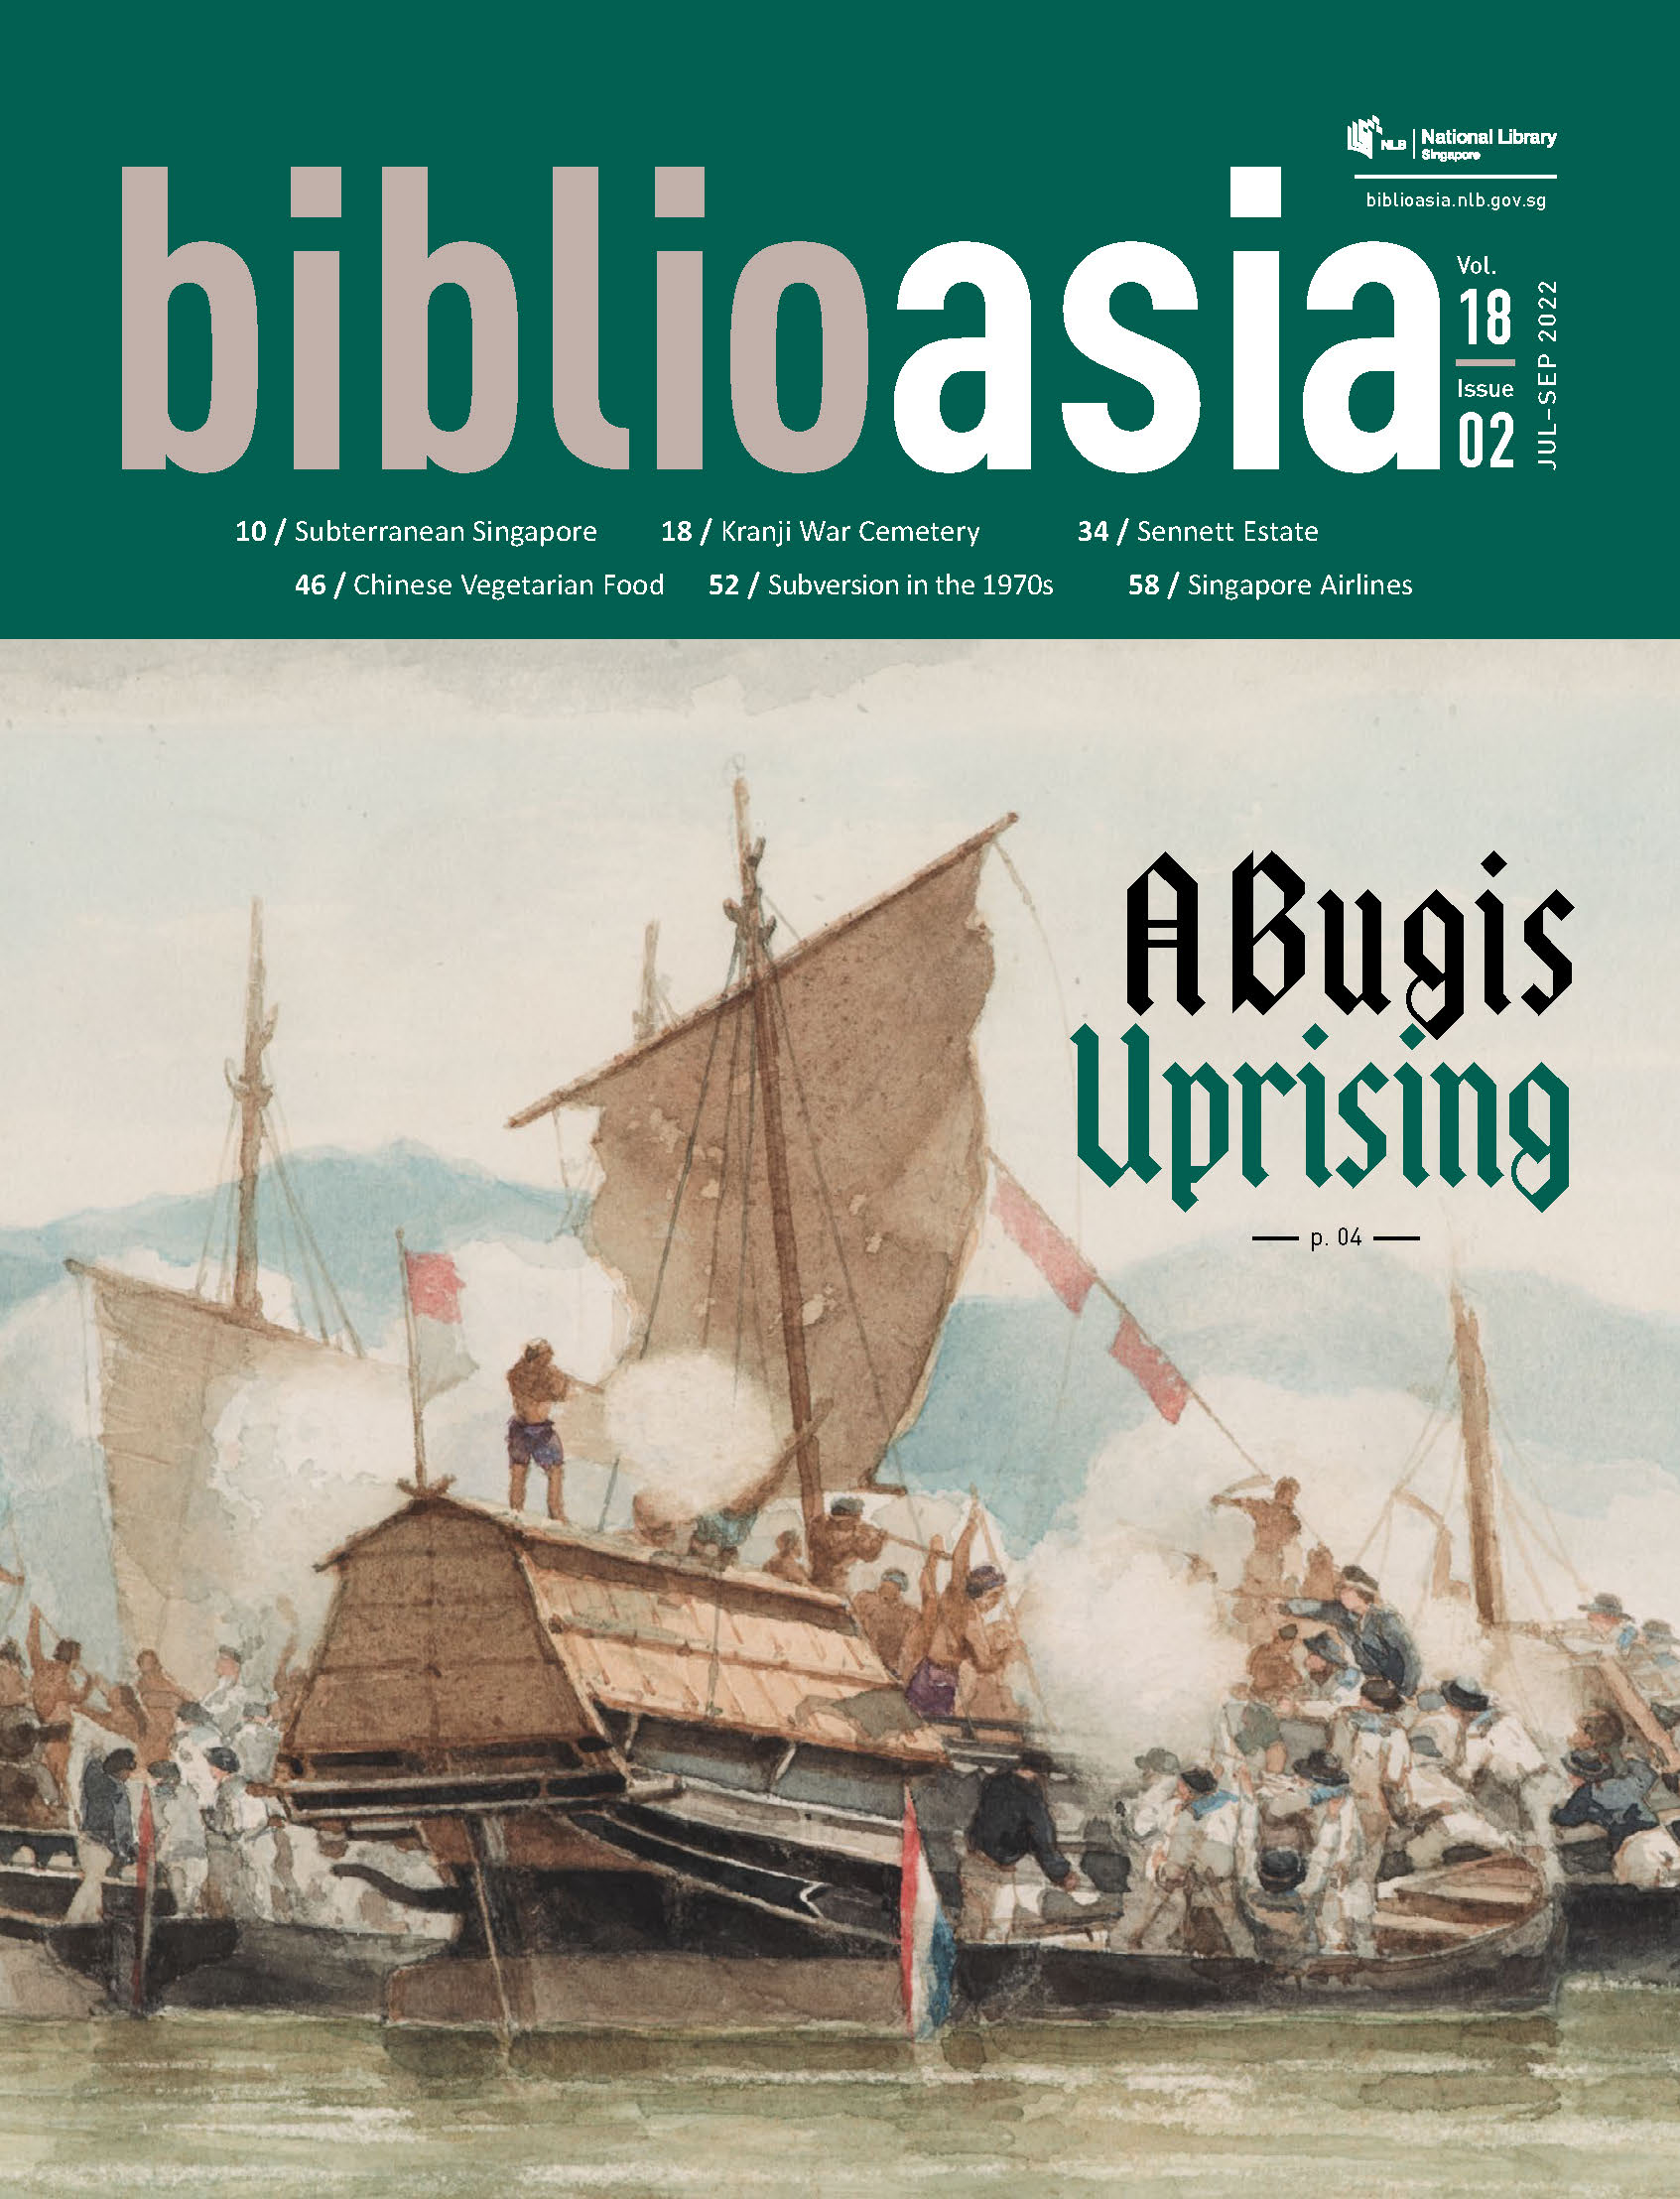 NLB National Library
Singapore
biblioasia.nlb.gov.sg
biblioasia
Vol.
18
Issue
02
JUL–SEP 2022
10 / Subterranean Singapore 18 / Kranji War Cemetery 34 / Sennett Estate
46 / Chinese Vegetarian Food 52 / Subversion in the 1970s 58 / Singapore Airlines
A Bugis
Uprising
p. 04